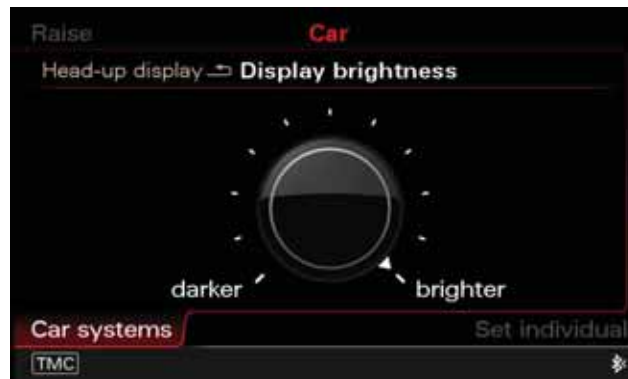 Raise Car
Head-up display Display brightness
darker brighter
Car systems Set individual
TMC